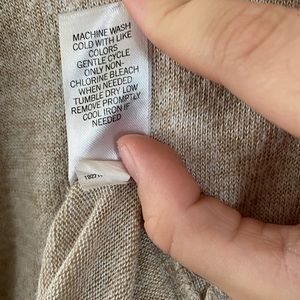 MACHINE WASH
COLD WITH LIKE
COLORS
GENTLE CYCLE
ONLY NON-
CHLORINE BLEACH
WHEN NEEDED
TUMBLE DRY LOW
REMOVE PROMPTLY
COOL IRON IF
NEEDED